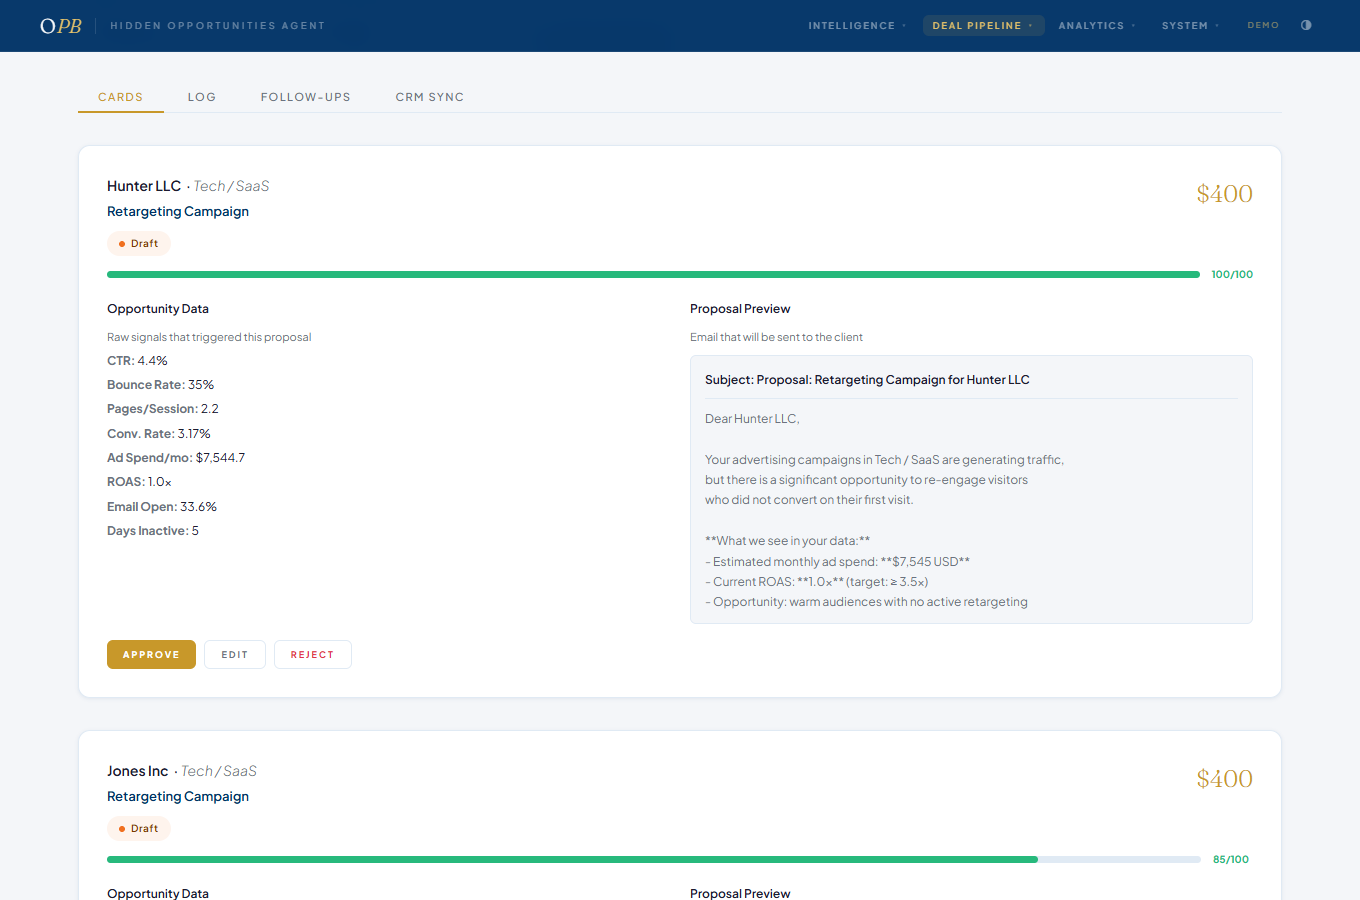 OPB HIDDEN OPPORTUNITIES AGENT INTELLIGENCE DEAL PIPELINE ANALYTICS SYSTEM DEMO
CARDS LOG FOLLOW-UPS CRM SYNC
Hunter LLC · Tech / SaaS
$400
Retargeting Campaign
Draft
100/100
Opportunity Data
Raw signals that triggered this proposal
CTR: 4.4%
Bounce Rate: 35%
Pages/Session: 2.2
Conv. Rate: 3.17%
Ad Spend/mo: $7,544.7
ROAS: 1.0x
Email Open: 33.6%
Days Inactive: 5
Proposal Preview
Email that will be sent to the client
Subject: Proposal: Retargeting Campaign for Hunter LLC
Dear Hunter LLC,
Your advertising campaigns in Tech / SaaS are generating traffic,
but there is a significant opportunity to re-engage visitors
who did not convert on their first visit.
**What we see in your data:**
- Estimated monthly ad spend: **$7,545 USD**
- Current ROAS: **1.0x** (target: ≥ 3.5x)
- Opportunity: warm audiences with no active retargeting
APPROVE EDIT REJECT
Jones Inc · Tech / SaaS
$400
Retargeting Campaign
Draft
85/100
Opportunity Data
Proposal Preview